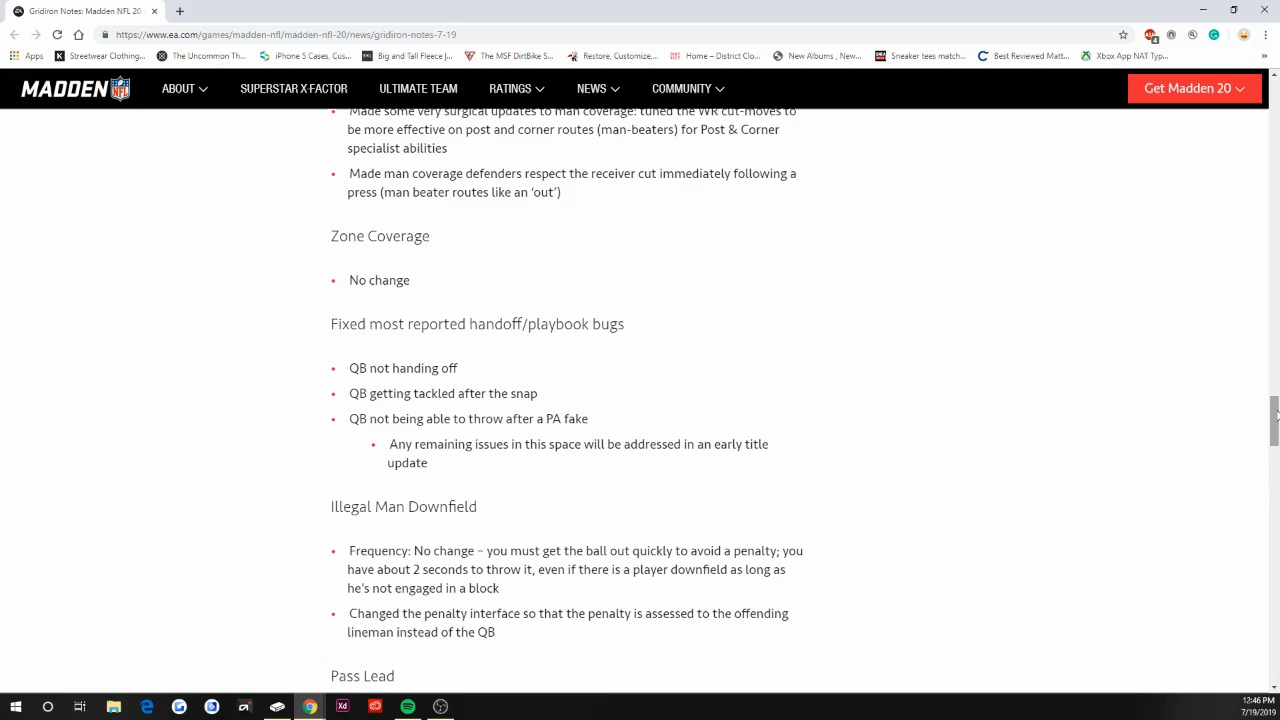 Gridiron Notes: Madden NFL 20
https://www.ea.com/games/madden-nfl/madden-nfl-20/news/gridiron-notes-7-19
4
Apps
Streetwear Clothing...
The Uncommon Th...
iPhone 5 Cases, Cus...
Big and Tall Fleece |...
The MSF DirtBike S...
Restore, Customize,...
Home – District Clo...
New Albums , New...
Sneaker tees match...
Best Reviewed Matt...
Xbox App NAT Typ...
»
MADDEN NFL
ABOUT
SUPERSTAR X-FACTOR
ULTIMATE TEAM
RATINGS
NEWS
COMMUNITY
Get Madden 20
• Made some very surgical updates to man coverage: tuned the WR cut-moves to
be more effective on post and corner routes (man-beaters) for Post & Corner
specialist abilities
• Made man coverage defenders respect the receiver cut immediately following a
press (man beater routes like an ‘out’)
Zone Coverage
• No change
Fixed most reported handoff/playbook bugs
• QB not handing off
• QB getting tackled after the snap
• QB not being able to throw after a PA fake
• Any remaining issues in this space will be addressed in an early title
update
Illegal Man Downfield
• Frequency: No change – you must get the ball out quickly to avoid a penalty; you
have about 2 seconds to throw it, even if there is a player downfield as long as
he’s not engaged in a block
• Changed the penalty interface so that the penalty is assessed to the offending
lineman instead of the QB
Pass Lead
12:46 PM
7/19/2019